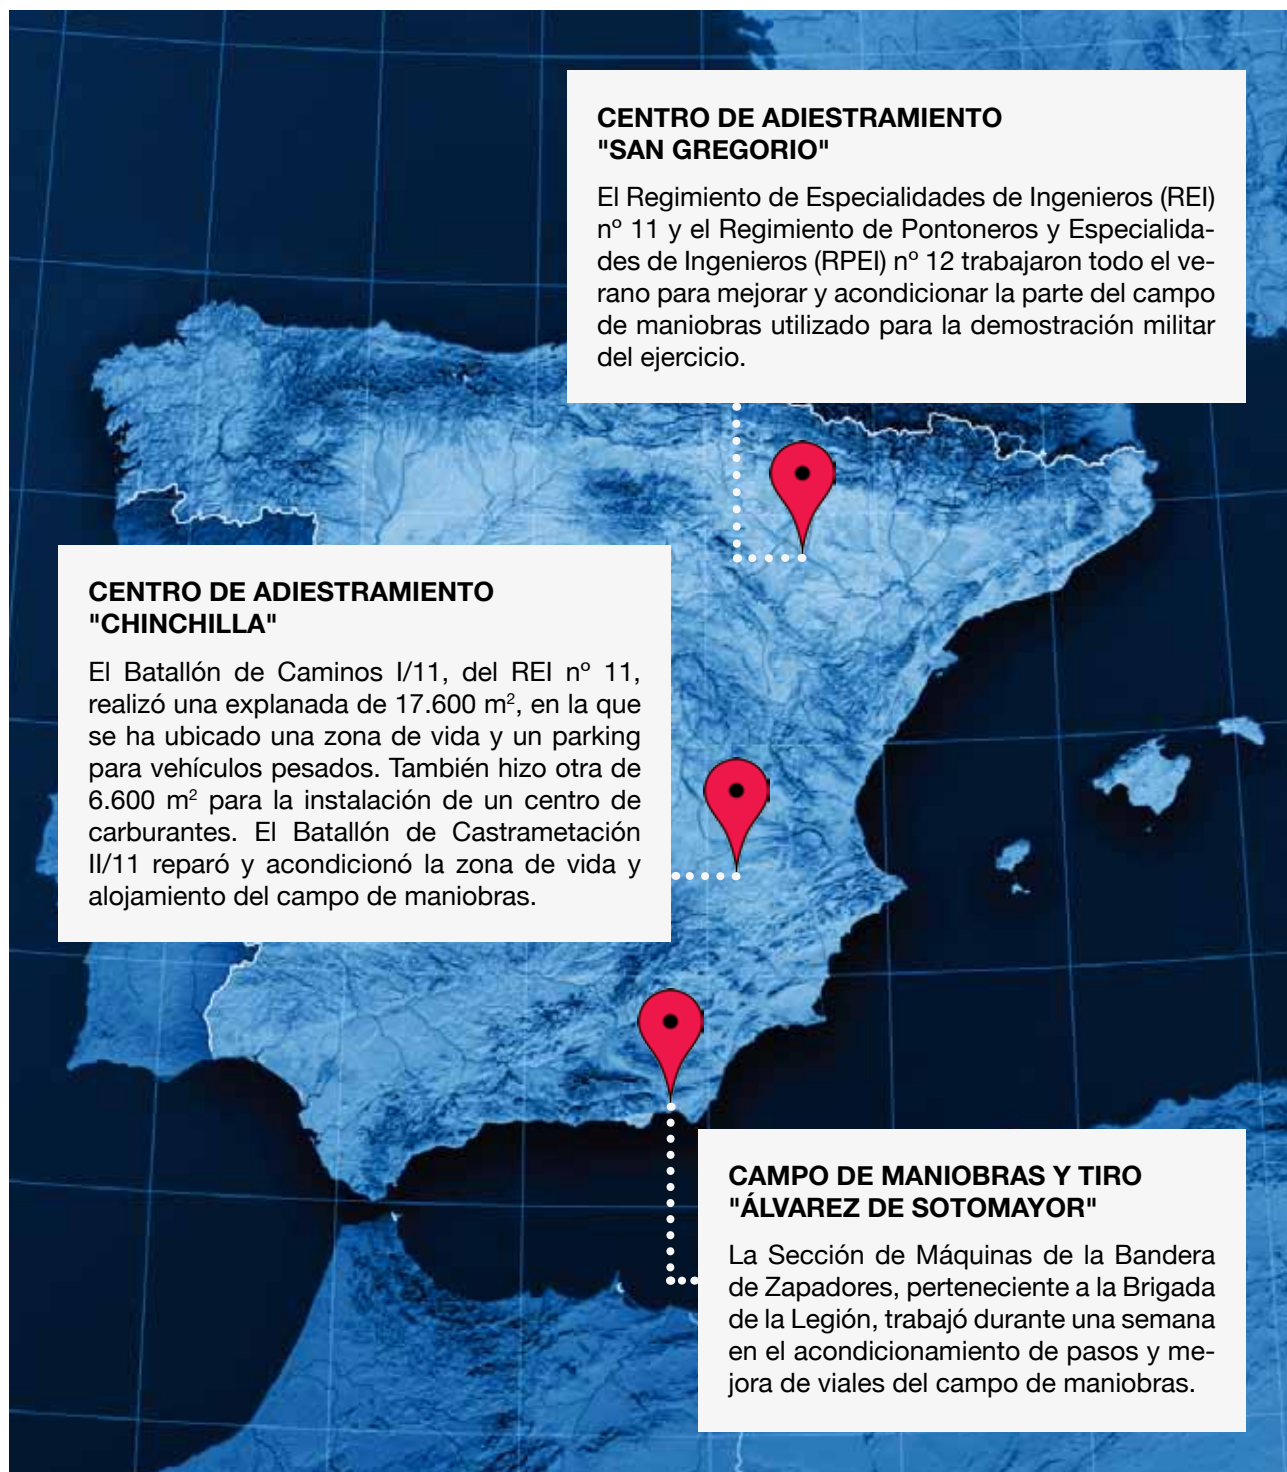 CENTRO DE ADIESTRAMIENTO
"SAN GREGORIO"
El Regimiento de Especialidades de Ingenieros (REI)
nº 11 y el Regimiento de Pontoneros y Especialida-
des de Ingenieros (RPEI) nº 12 trabajaron todo el ve-
rano para mejorar y acondicionar la parte del campo
de maniobras utilizado para la demostración militar
del ejercicio.
CENTRO DE ADIESTRAMIENTO
"CHINCHILLA"
El Batallón de Caminos I/11, del REI nº 11,
realizó una explanada de 17.600 m², en la que
se ha ubicado una zona de vida y un parking
para vehículos pesados. También hizo otra de
6.600 m² para la instalación de un centro de
carburantes. El Batallón de Castrametación
II/11 reparó y acondicionó la zona de vida y
alojamiento del campo de maniobras.
CAMPO DE MANIOBRAS Y TIRO
"ÁLVAREZ DE SOTOMAYOR"
La Sección de Máquinas de la Bandera
de Zapadores, perteneciente a la Brigada
de la Legión, trabajó durante una semana
en el acondicionamiento de pasos y me-
jora de viales del campo de maniobras.